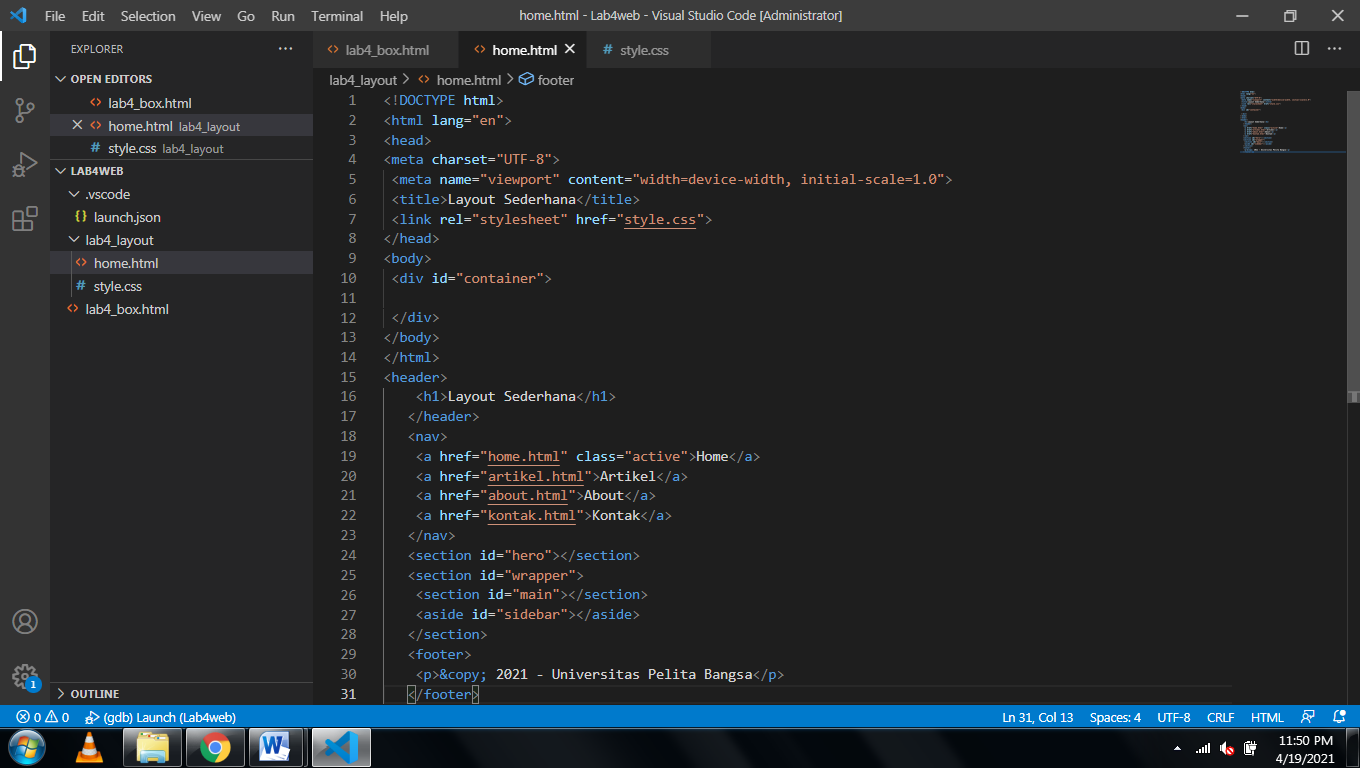 File Edit Selection View Go Run Terminal Help
home.html - Lab4web - Visual Studio Code [Administrator]
EXPLORER
OPEN EDITORS
lab4_box.html
home.html lab4_layout
style.css lab4_layout
LAB4WEB
.vscode
launch.json
lab4_layout
home.html
style.css
lab4_box.html
OUTLINE
lab4_box.html
home.html
style.css
lab4_layout > home.html > footer
1 <!DOCTYPE html>
2 <html lang="en">
3 <head>
4 <meta charset="UTF-8">
5 <meta name="viewport" content="width=device-width, initial-scale=1.0">
6 <title>Layout Sederhana</title>
7 <link rel="stylesheet" href="style.css">
8 </head>
9 <body>
10 <div id="container">
11
12 </div>
13 </body>
14 </html>
15 <header>
16 <h1>Layout Sederhana</h1>
17 </header>
18 <nav>
19 <a href="home.html" class="active">Home</a>
20 <a href="artikel.html">Artikel</a>
21 <a href="about.html">About</a>
22 <a href="kontak.html">Kontak</a>
23 </nav>
24 <section id="hero"></section>
25 <section id="wrapper">
26 <section id="main"></section>
27 <aside id="sidebar"></aside>
28 </section>
29 <footer>
30 <p>&copy; 2021 - Universitas Pelita Bangsa</p>
31 </footer>
1
0 0 (gdb) Launch (Lab4web)
Ln 31, Col 13 Spaces: 4 UTF-8 CRLF HTML
11:50 PM
4/19/2021